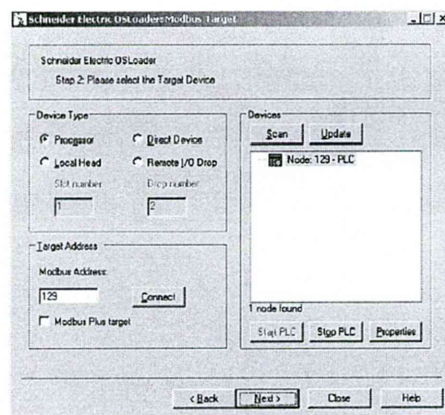 Schneider Electric OSLoader: Modbus Target
Schneider Electric OSLoader
Step 2: Please select the Target Device
Device Type
Processor
Direct Device
Local Head
Remote I/O Drop
Slot number
Drop number
1
2
Target Address
Modbus Address:
129
Connect
Modbus Plus target
Devices
Scan
Update
Node: 129 - PLC
1 node found
Start PLC
Stop PLC
Properties
< Back
Next >
Close
Help